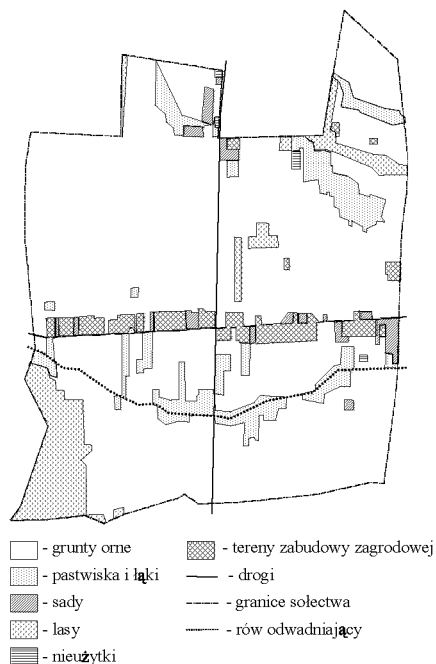 - grunty orne
- pastwiska i łąki
- sady
- lasy
- nieużytki
- tereny zabudowy zagrodowej
- drogi
- granice sołectwa
- rów odwadniający